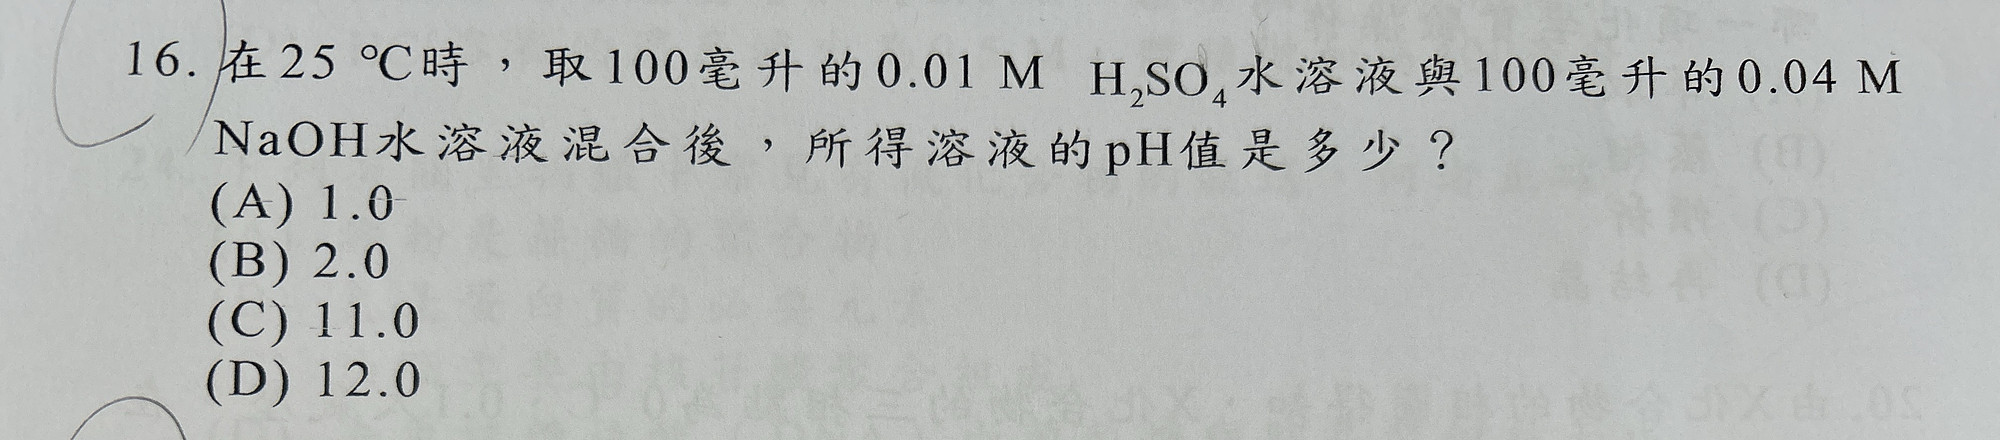 16. 在25 ℃時，取100毫升的0.01 M H₂SO₄水溶液與100毫升的0.04 M
NaOH水溶液混合後，所得溶液的pH值是多少？
(A) 1.0
(B) 2.0
(C) 11.0
(D) 12.0